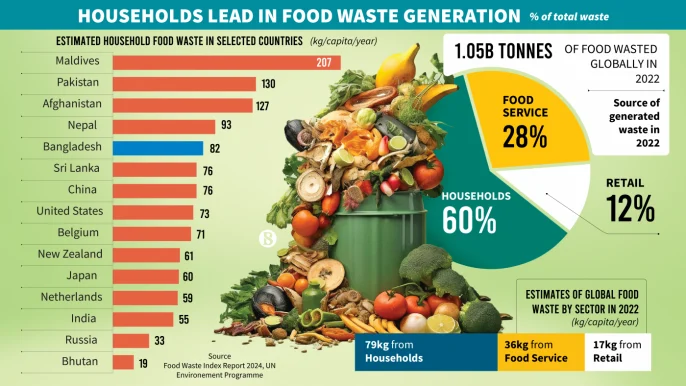 HOUSEHOLDS LEAD IN FOOD WASTE GENERATION % of total waste
ESTIMATED HOUSEHOLD FOOD WASTE IN SELECTED COUNTRIES (kg/capita/year)
Maldives 207
Pakistan 130
Afghanistan 127
Nepal 93
Bangladesh 82
Sri Lanka 76
China 76
United States 73
Belgium 71
New Zealand 61
Japan 60
Netherlands 59
India 55
Russia 33
Bhutan 19
Source
Food Waste Index Report 2024, UN
Environement Programme
1.05B TONNES OF FOOD WASTED
GLOBALLY IN
2022
Source of
generated
waste in
2022
FOOD
SERVICE
28%
HOUSEHOLDS
60%
RETAIL
12%
ESTIMATES OF GLOBAL FOOD
WASTE BY SECTOR IN 2022
(kg/capita/year)
79kg from
Households
36kg from
Food Service
17kg from
Retail